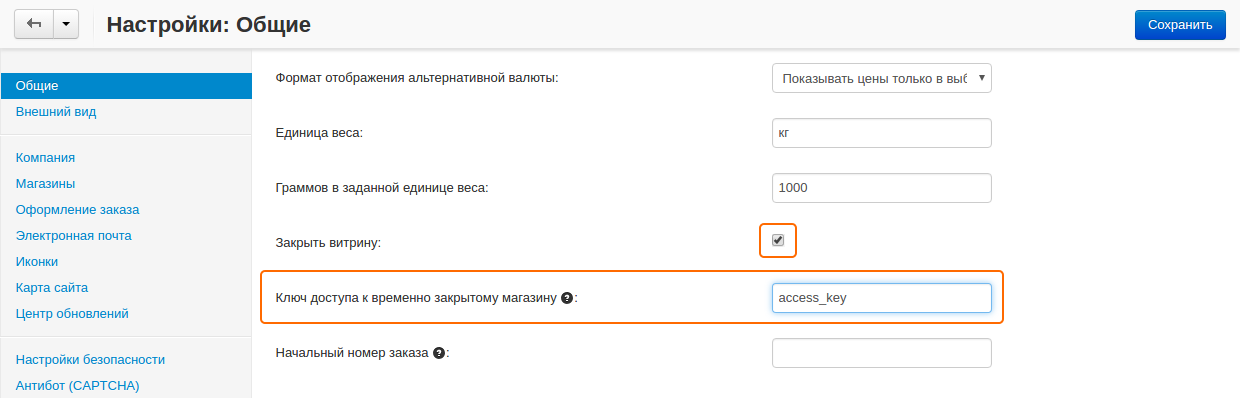 Настройки: Общие
Сохранить
Общие
Внешний вид
Компания
Магазины
Оформление заказа
Электронная почта
Иконки
Карта сайта
Центр обновлений
Настройки безопасности
Антибот (CAPTCHA)
Формат отображения альтернативной валюты:
Показывать цены только в выб
Единица веса:
кг
Граммов в заданной единице веса:
1000
Закрыть витрину:
Ключ доступа к временно закрытому магазину ?:
access_key
Начальный номер заказа ?: